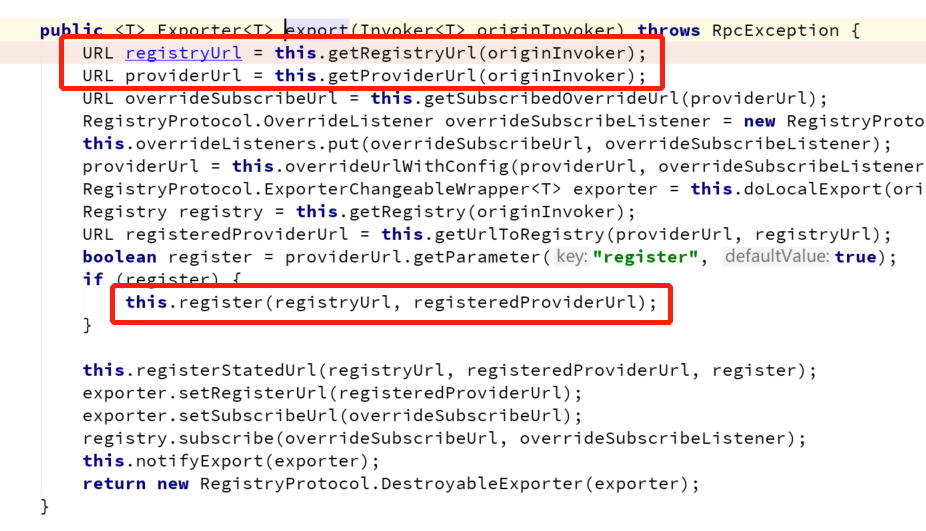 public <T> Exporter<T> export(Invoker<T> originInvoker) throws RpcException {
URL registryUrl = this.getRegistryUrl(originInvoker);
URL providerUrl = this.getProviderUrl(originInvoker);
URL overrideSubscribeUrl = this.getSubscribedOverrideUrl(providerUrl);
RegistryProtocol.OverrideListener overrideSubscribeListener = new RegistryProto
this.overrideListeners.put(overrideSubscribeUrl, overrideSubscribeListener);
providerUrl = this.overrideUrlWithConfig(providerUrl, overrideSubscribeListener
RegistryProtocol.ExporterChangeableWrapper<T> exporter = this.doLocalExport(ori
Registry registry = this.getRegistry(originInvoker);
URL registeredProviderUrl = this.getUrlToRegistry(providerUrl, registryUrl);
boolean register = providerUrl.getParameter( key: "register", defaultValue: true);
if (register) {
this.register(registryUrl, registeredProviderUrl);
}
this.registerStatedUrl(registryUrl, registeredProviderUrl, register);
exporter.setRegisterUrl(registeredProviderUrl);
exporter.setSubscribeUrl(overrideSubscribeUrl);
registry.subscribe(overrideSubscribeUrl, overrideSubscribeListener);
this.notifyExport(exporter);
return new RegistryProtocol.DestroyableExporter(exporter);
}